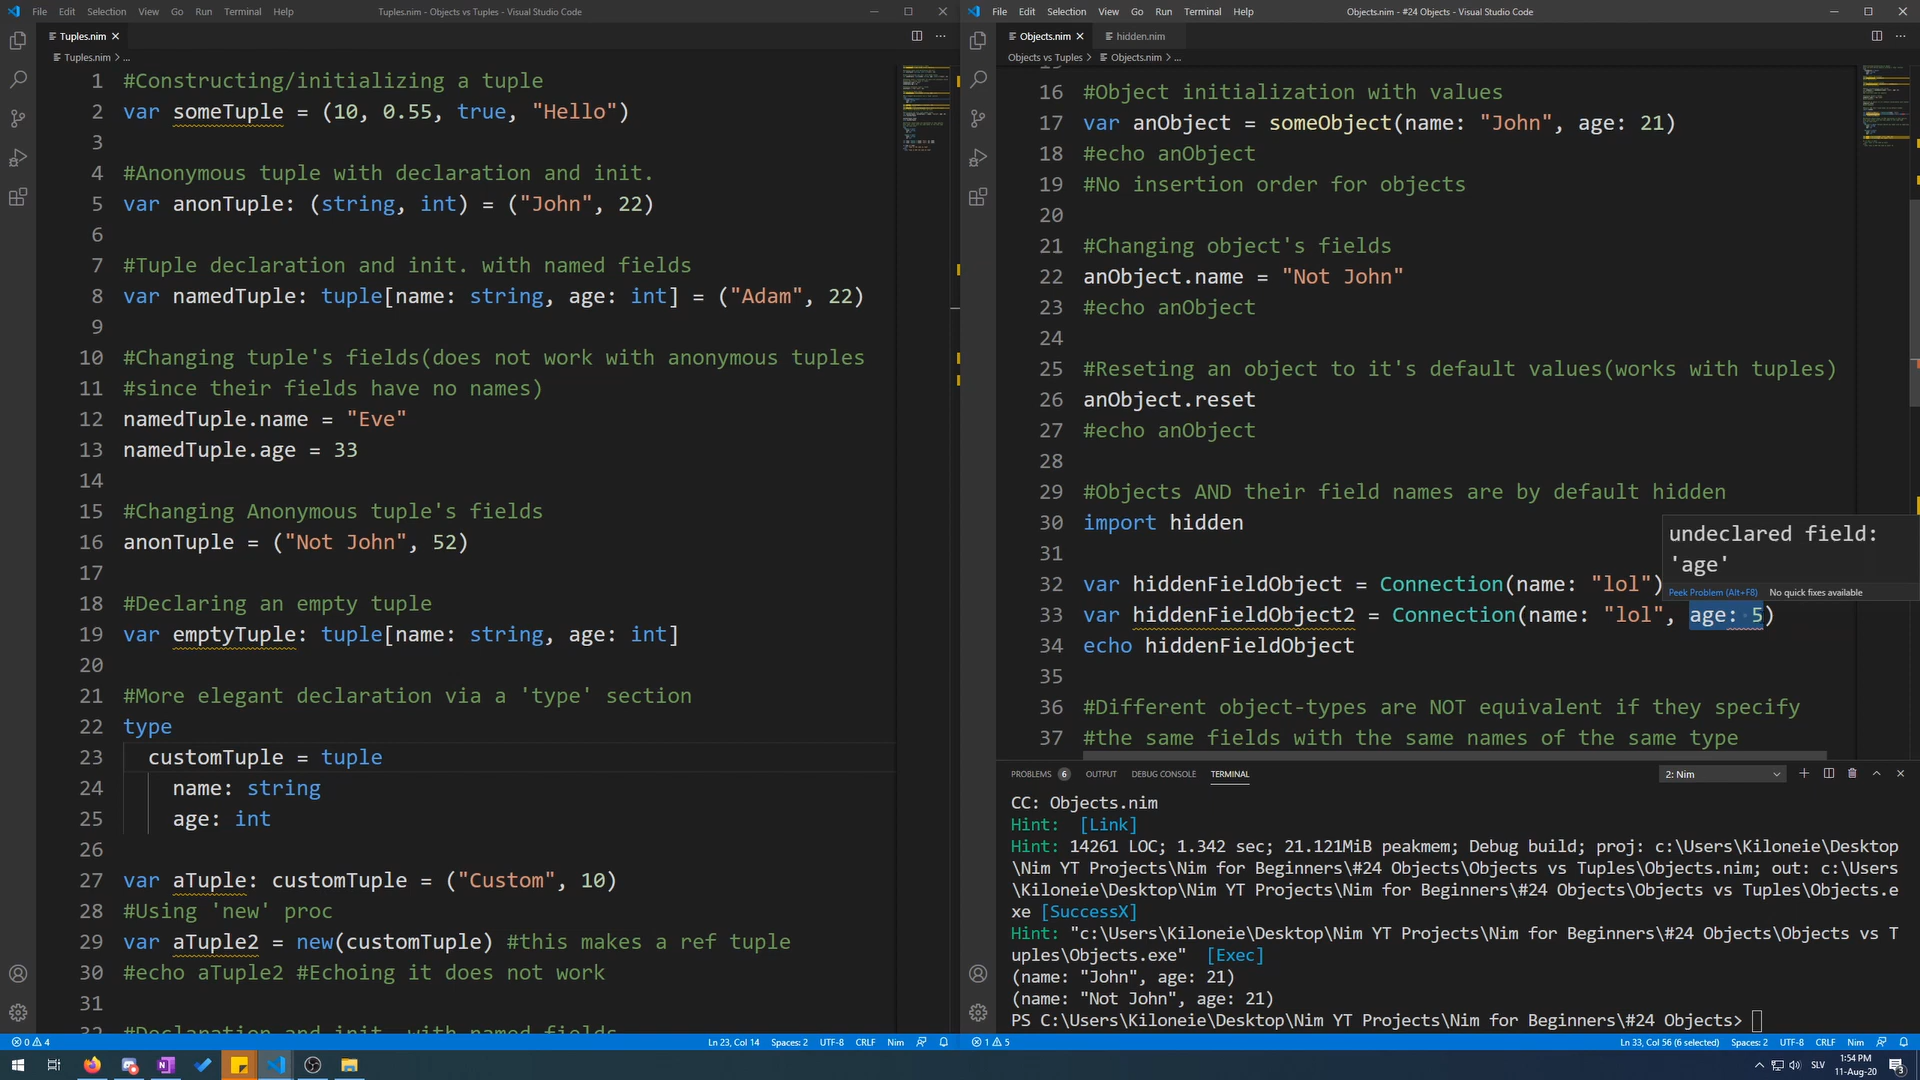 File Edit Selection View Go Run Terminal Help
Tuples.nim - Objects vs Tuples - Visual Studio Code
Tuples.nim
Tuples.nim > ...
1 #Constructing/initializing a tuple
2 var someTuple = (10, 0.55, true, "Hello")
3
4 #Anonymous tuple with declaration and init.
5 var anonTuple: (string, int) = ("John", 22)
6
7 #Tuple declaration and init. with named fields
8 var namedTuple: tuple[name: string, age: int] = ("Adam", 22)
9
10 #Changing tuple's fields(does not work with anonymous tuples
11 #since their fields have no names)
12 namedTuple.name = "Eve"
13 namedTuple.age = 33
14
15 #Changing Anonymous tuple's fields
16 anonTuple = ("Not John", 52)
17
18 #Declaring an empty tuple
19 var emptyTuple: tuple[name: string, age: int]
20
21 #More elegant declaration via a 'type' section
22 type
23 customTuple = tuple
24 name: string
25 age: int
26
27 var aTuple: customTuple = ("Custom", 10)
28 #Using 'new' proc
29 var aTuple2 = new(customTuple) #this makes a ref tuple
30 #echo aTuple2 #Echoing it does not work
31
32 #Declaration and init. with named fields
0 4
Ln 23, Col 14 Spaces: 2 UTF-8 CRLF Nim
File Edit Selection View Go Run Terminal Help
Objects.nim - #24 Objects - Visual Studio Code
Objects.nim hidden.nim
Objects vs Tuples > Objects.nim > ...
15
16 #Object initialization with values
17 var anObject = someObject(name: "John", age: 21)
18 #echo anObject
19 #No insertion order for objects
20
21 #Changing object's fields
22 anObject.name = "Not John"
23 #echo anObject
24
25 #Reseting an object to it's default values(works with tuples)
26 anObject.reset
27 #echo anObject
28
29 #Objects AND their field names are by default hidden
30 import hidden
31
undeclared field:
'age'
Peek Problem (Alt+F8) No quick fixes available
32 var hiddenFieldObject = Connection(name: "lol")
33 var hiddenFieldObject2 = Connection(name: "lol", age: 5)
34 echo hiddenFieldObject
35
36 #Different object-types are NOT equivalent if they specify
37 #the same fields with the same names of the same type
PROBLEMS 6 OUTPUT DEBUG CONSOLE TERMINAL
2: Nim
CC: Objects.nim
Hint: [Link]
Hint: 14261 LOC; 1.342 sec; 21.121MiB peakmem; Debug build; proj: c:\Users\Kiloneie\Desktop
\Nim YT Projects\Nim for Beginners\#24 Objects\Objects vs Tuples\Objects.nim; out: c:\Users
\Kiloneie\Desktop\Nim YT Projects\Nim for Beginners\#24 Objects\Objects vs Tuples\Objects.e
xe [SuccessX]
Hint: "c:\Users\Kiloneie\Desktop\Nim YT Projects\Nim for Beginners\#24 Objects\Objects vs T
uples\Objects.exe" [Exec]
(name: "John", age: 21)
(name: "Not John", age: 21)
PS C:\Users\Kiloneie\Desktop\Nim YT Projects\Nim for Beginners\#24 Objects>
1 5
Ln 33, Col 56 (6 selected) Spaces: 2 UTF-8 CRLF Nim
SLV
1:54 PM
11-Aug-20
3